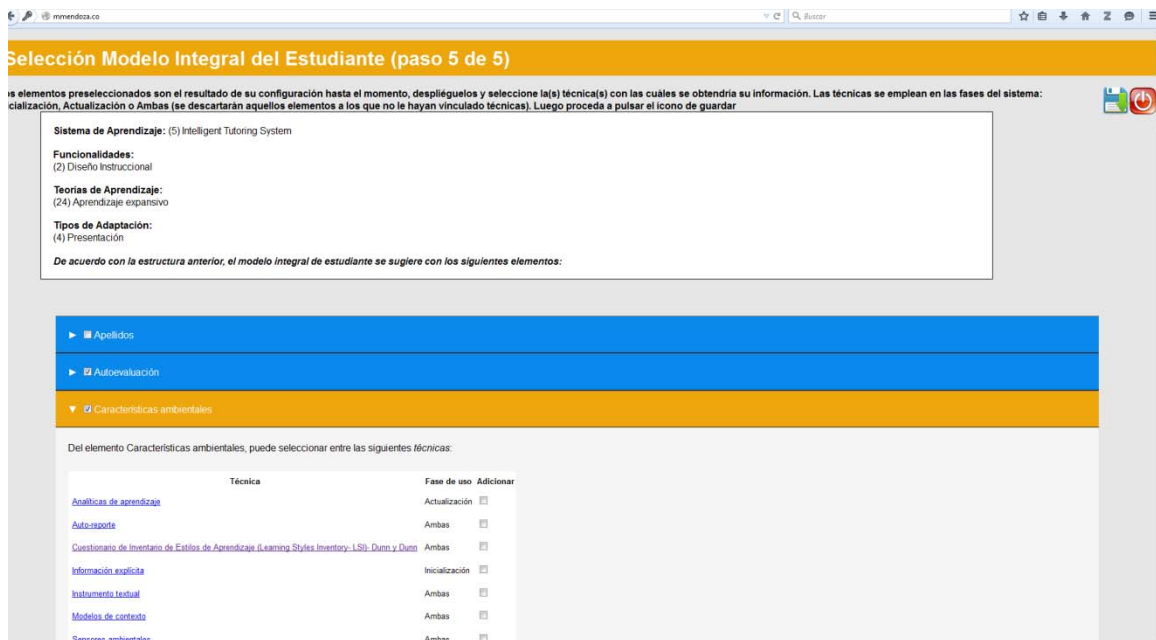 mmendoza.co
Buscar
Selección Modelo Integral del Estudiante (paso 5 de 5)
elementos preseleccionados son el resultado de su configuración hasta el momento, despliéguelos y seleccione la(s) técnica(s) con las cuáles se obtendría su información. Las técnicas se emplean en las fases del sistema:
Actualización o Ambas (se descartarán aquellos elementos a los que no le hayan vinculado técnicas). Luego proceda a pulsar el ícono de guardar
Sistema de Aprendizaje: (5) Intelligent Tutoring System
Funcionalidades:
(2) Diseño Instruccional
Teorías de Aprendizaje:
(24) Aprendizaje expansivo
Tipos de Adaptación:
(4) Presentación
De acuerdo con la estructura anterior, el modelo integral de estudiante se sugiere con los siguientes elementos:
Apellidos
Autoevaluación
Características ambientales
Del elemento Características ambientales, puede seleccionar entre las siguientes técnicas:
Técnica Fase de uso Adicionar
Analíticas de aprendizaje Actualización
Auto-reporte Ambas
Cuestionario de Inventario de Estilos de Aprendizaje (Learning Styles Inventory- LSI)- Dunn y Dunn Ambas
Información explícita Inicialización
Instrumento textual Ambas
Modelos de contexto Ambas
Sensores ambientales Ambas